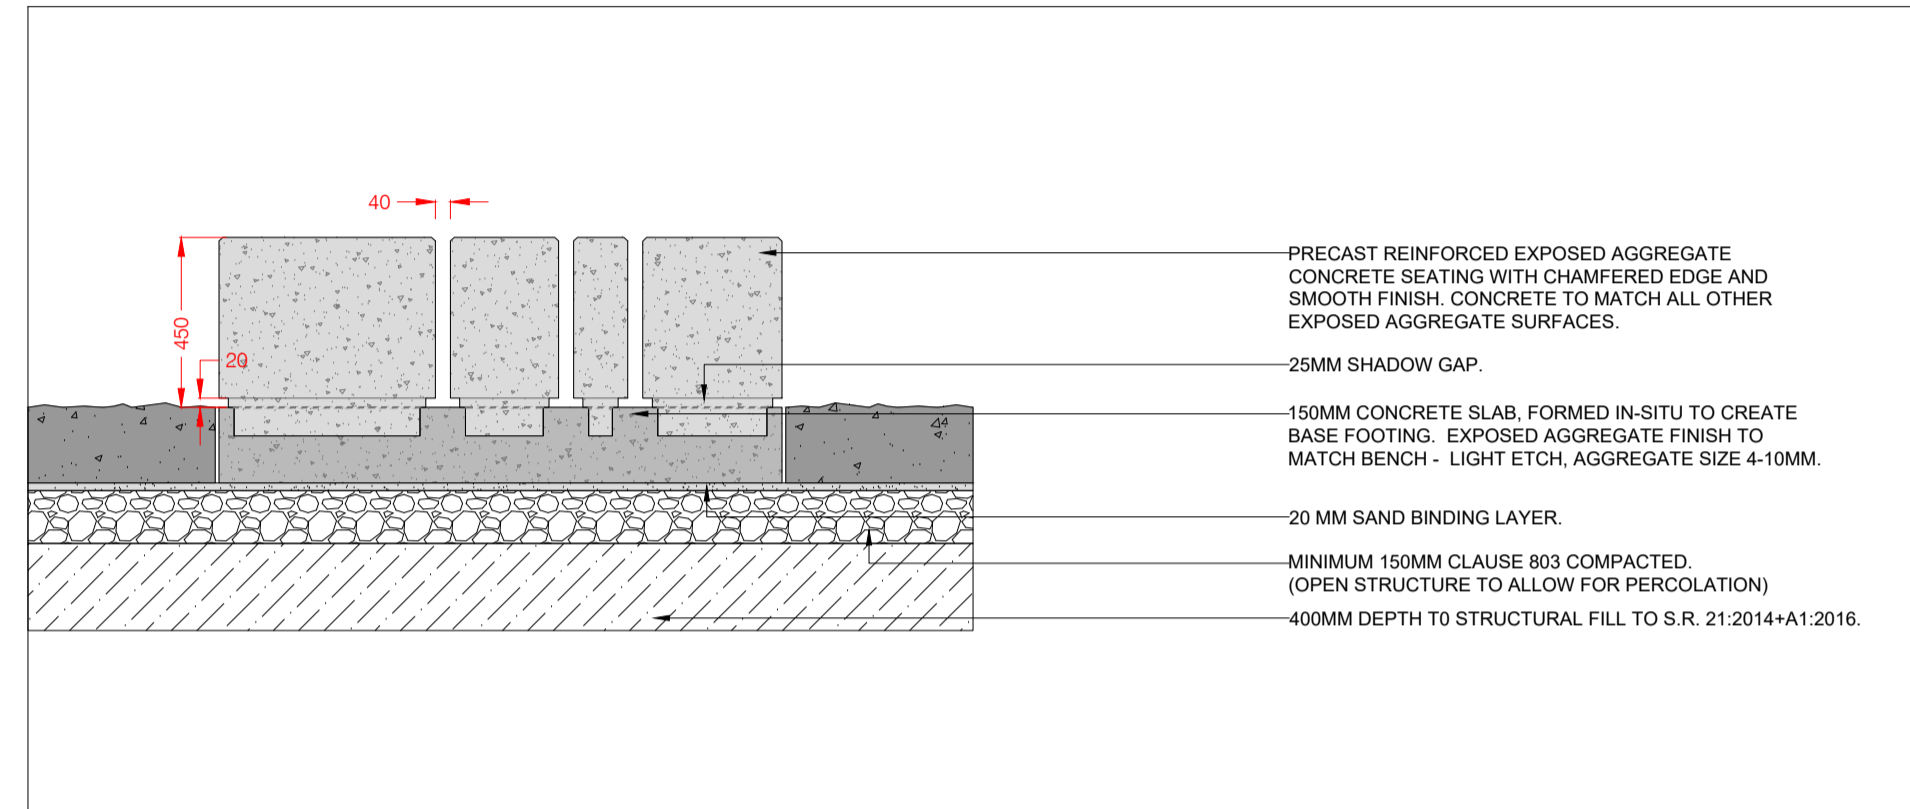 40
450
20
PRECAST REINFORCED EXPOSED AGGREGATE
CONCRETE SEATING WITH CHAMFERED EDGE AND
SMOOTH FINISH. CONCRETE TO MATCH ALL OTHER
EXPOSED AGGREGATE SURFACES.
25MM SHADOW GAP.
150MM CONCRETE SLAB, FORMED IN-SITU TO CREATE
BASE FOOTING. EXPOSED AGGREGATE FINISH TO
MATCH BENCH - LIGHT ETCH, AGGREGATE SIZE 4-10MM.
20 MM SAND BINDING LAYER.
MINIMUM 150MM CLAUSE 803 COMPACTED.
(OPEN STRUCTURE TO ALLOW FOR PERCOLATION)
400MM DEPTH T0 STRUCTURAL FILL TO S.R. 21:2014+A1:2016.